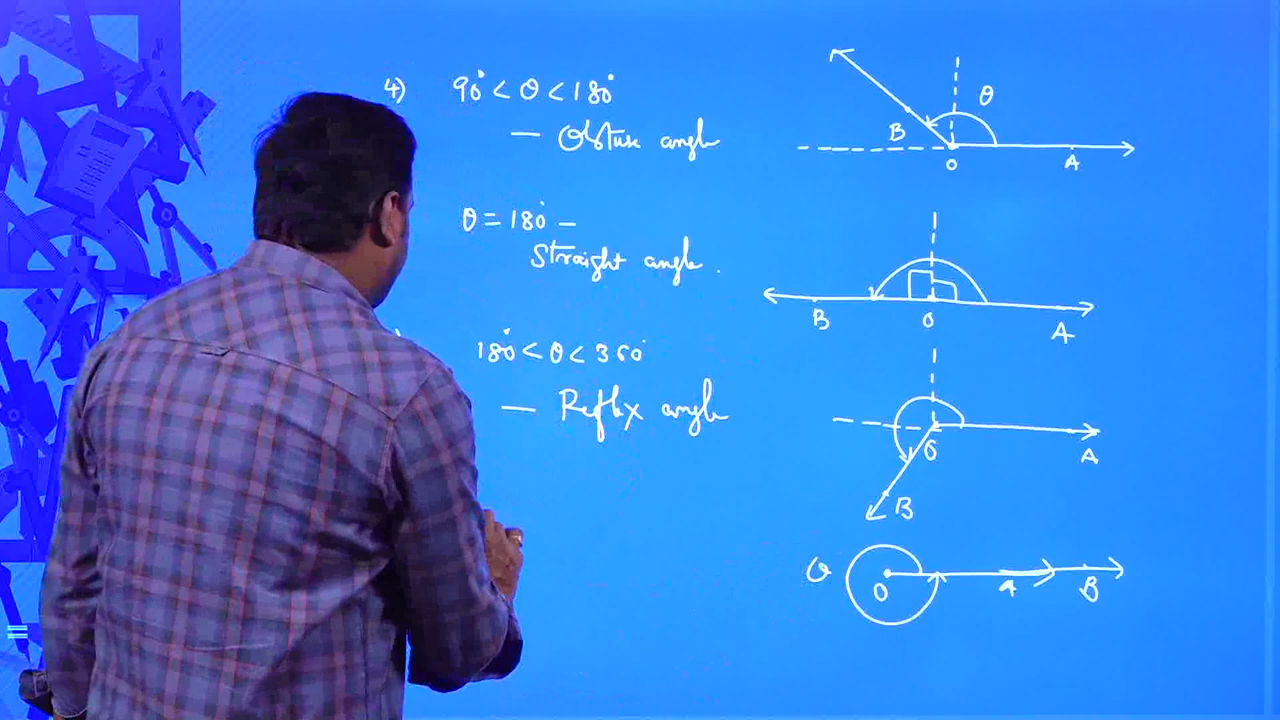 4) 90° < θ < 180°
— Obtuse angle
θ
B
O
A
θ = 180° —
Straight angle.
B
O
A
180° < θ < 360°
— Reflex angle
O
A
B
θ
O
A
B